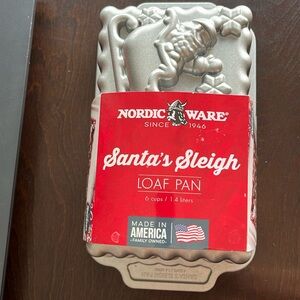 NORDIC WARE®
SINCE 1946
Santa's Sleigh
LOAF PAN
6 cups / 1.4 liters
MADE IN
AMERICA
FAMILY OWNED